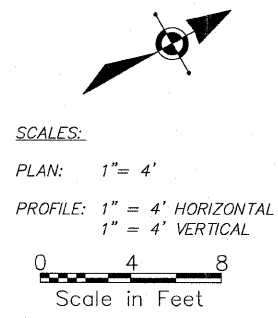 SCALES:
PLAN: 1"= 4'
PROFILE: 1" = 4' HORIZONTAL
1" = 4' VERTICAL
0 4 8
Scale in Feet